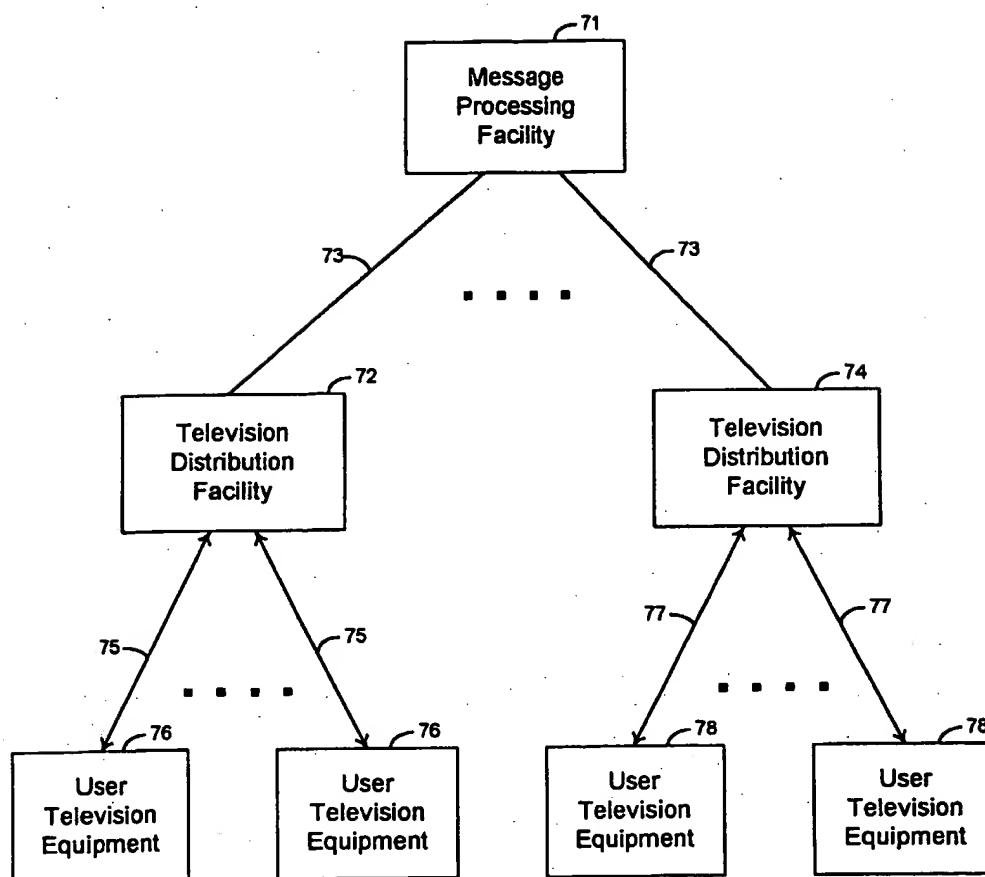 71
Message
Processing
Facility
73
73
72
Television
Distribution
Facility
74
Television
Distribution
Facility
75
75
77
77
76
User
Television
Equipment
76
User
Television
Equipment
78
User
Television
Equipment
78
User
Television
Equipment